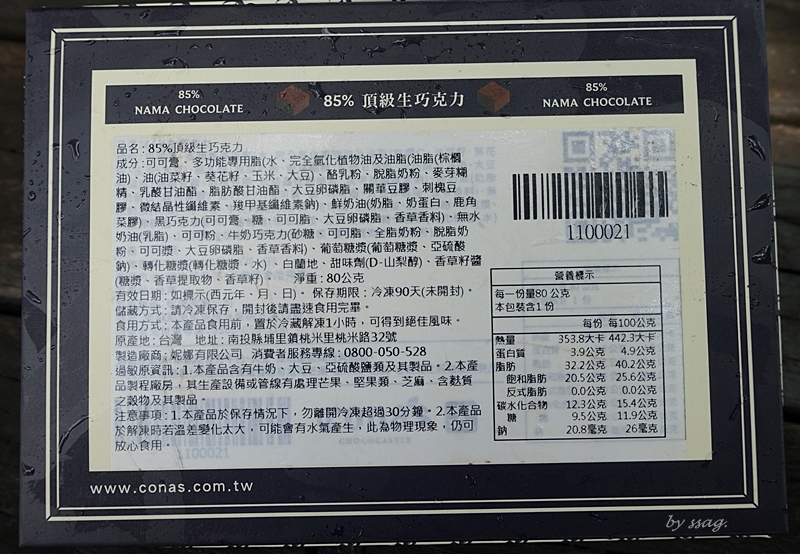 85%
NAMA CHOCOLATE
85% 頂級生巧克力
85%
NAMA CHOCOLATE
品名:85%頂級生巧克力
成分:可可膏、多功能專用脂(水、完全氫化植物油及油脂(油脂(棕櫚
油)、油(油菜籽、葵花籽、玉米、大豆)、酪乳粉、脫脂奶粉、麥芽糊
精、乳酸甘油酯、脂肪酸甘油酯、大豆卵磷脂、關華豆膠、刺槐豆
膠、微結晶性纖維素、羧甲基纖維素鈉)、鮮奶油(奶脂、奶蛋白、鹿角
菜膠)、黑巧克力(可可膏、糖、可可脂、大豆卵磷脂、香草香料)、無水
奶油(乳脂)、可可粉、牛奶巧克力(砂糖、可可脂、全脂奶粉、脫脂奶
粉、可可漿、大豆卵磷脂、香草香料)、葡萄糖漿(葡萄糖漿、亞硫酸
鈉)、轉化糖漿(轉化糖漿、水)、白蘭地、甜味劑(D-山梨醇)、香草籽醬
(糖漿、香草提取物、香草籽)。 淨重:80公克
有效日期:如標示(西元年、月、日)。保存期限:冷凍90天(未開封)。
儲藏方式:請冷凍保存,開封後請盡速食用完畢。
食用方式:本產品食用前,置於冷藏解凍1小時,可得到絕佳風味。
原產地:台灣 地址:南投縣埔里鎮桃米里桃米路32號
製造廠商:妮娜有限公司 消費者服務專線:0800-050-528
過敏原資訊:1.本產品含有牛奶、大豆、亞硫酸鹽類及其製品。2.本產
品製程廠房,其生產設備或管線有處理芒果、堅果類、芝麻、含麩質
之穀物及其製品。
注意事項:1.本產品於保存情況下,勿離開冷凍超過30分鐘。2.本產品
於解凍時若溫差變化太大,可能會有水氣產生,此為物理現象,仍可
放心食用。
1100021
營養標示
每一份量80 公克
本包裝含1 份
每份 每100公克
熱量 353.8大卡 442.3大卡
蛋白質 3.9公克 4.9公克
脂肪 32.2公克 40.2公克
飽和脂肪 20.5公克 25.6公克
反式脂肪 0.0公克 0.0公克
碳水化合物 12.3公克 15.4公克
糖 9.5公克 11.9公克
鈉 20.8毫克 26毫克
CHOCOCASTLE
1100021
www.conas.com.tw
by ssag.